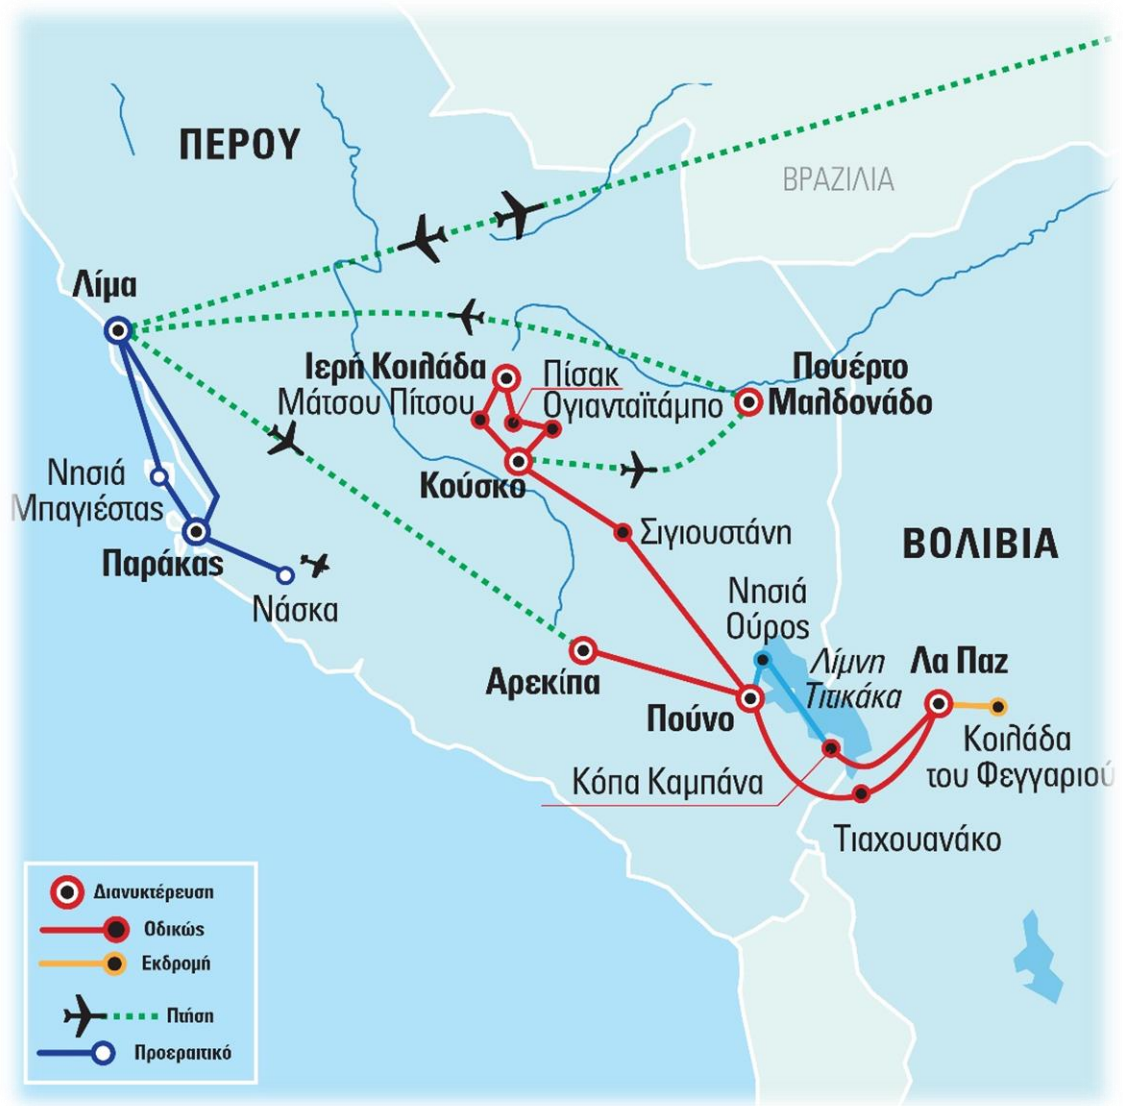 ΠΕΡΟΥ
ΒΡΑΖΙΛΙΑ
Λίμα
Ιερή Κοιλάδα
Μάτσου Πίτσου
Πίσακ
Ογιανταϊτάμπο
Πουέρτο
Μαλδονάδο
Κούσκο
Νησιά
Μπαγιέστας
Παράκας
Νάσκα
Σιγιουστάνη
ΒΟΛΙΒΙΑ
Νησιά
Ούρος
Λίμνη
Τιτικάκα
Λα Παζ
Αρεκίπα
Πούνο
Κοιλάδα
του Φεγγαριού
Κόπα Καμπάνα
Τιαχουανάκο
Διανυκτέρευση
Οδικώς
Εκδρομή
Πτήση
Προεραιτικό